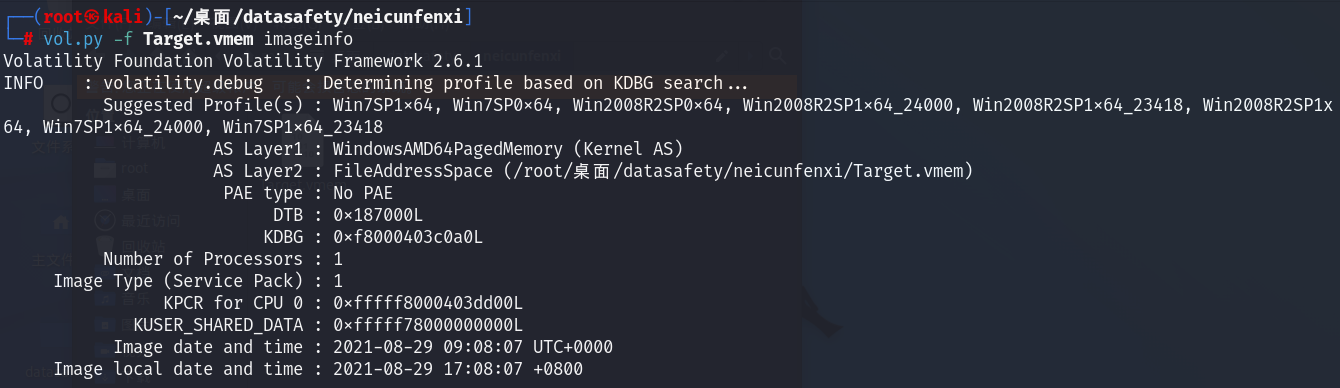 ┌──(root㉿kali)-[~/桌面/datasafety/neicunfenxi]
└─# vol.py -f Target.vmem imageinfo
Volatility Foundation Volatility Framework 2.6.1
INFO    : volatility.debug    : Determining profile based on KDBG search...
Suggested Profile(s) : Win7SP1×64, Win7SP0×64, Win2008R2SP0×64, Win2008R2SP1×64_24000, Win2008R2SP1×64_23418, Win2008R2SP1x
64, Win7SP1×64_24000, Win7SP1×64_23418
AS Layer1 : WindowsAMD64PagedMemory (Kernel AS)
AS Layer2 : FileAddressSpace (/root/桌面/datasafety/neicunfenxi/Target.vmem)
PAE type : No PAE
DTB : 0×187000L
KDBG : 0×f8000403c0a0L
Number of Processors : 1
Image Type (Service Pack) : 1
KPCR for CPU 0 : 0×fffff8000403dd00L
KUSER_SHARED_DATA : 0×fffff78000000000L
Image date and time : 2021-08-29 09:08:07 UTC+0000
Image local date and time : 2021-08-29 17:08:07 +0800